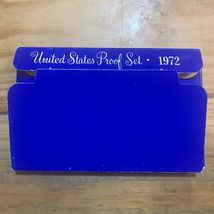 United States Proof Set · 1972